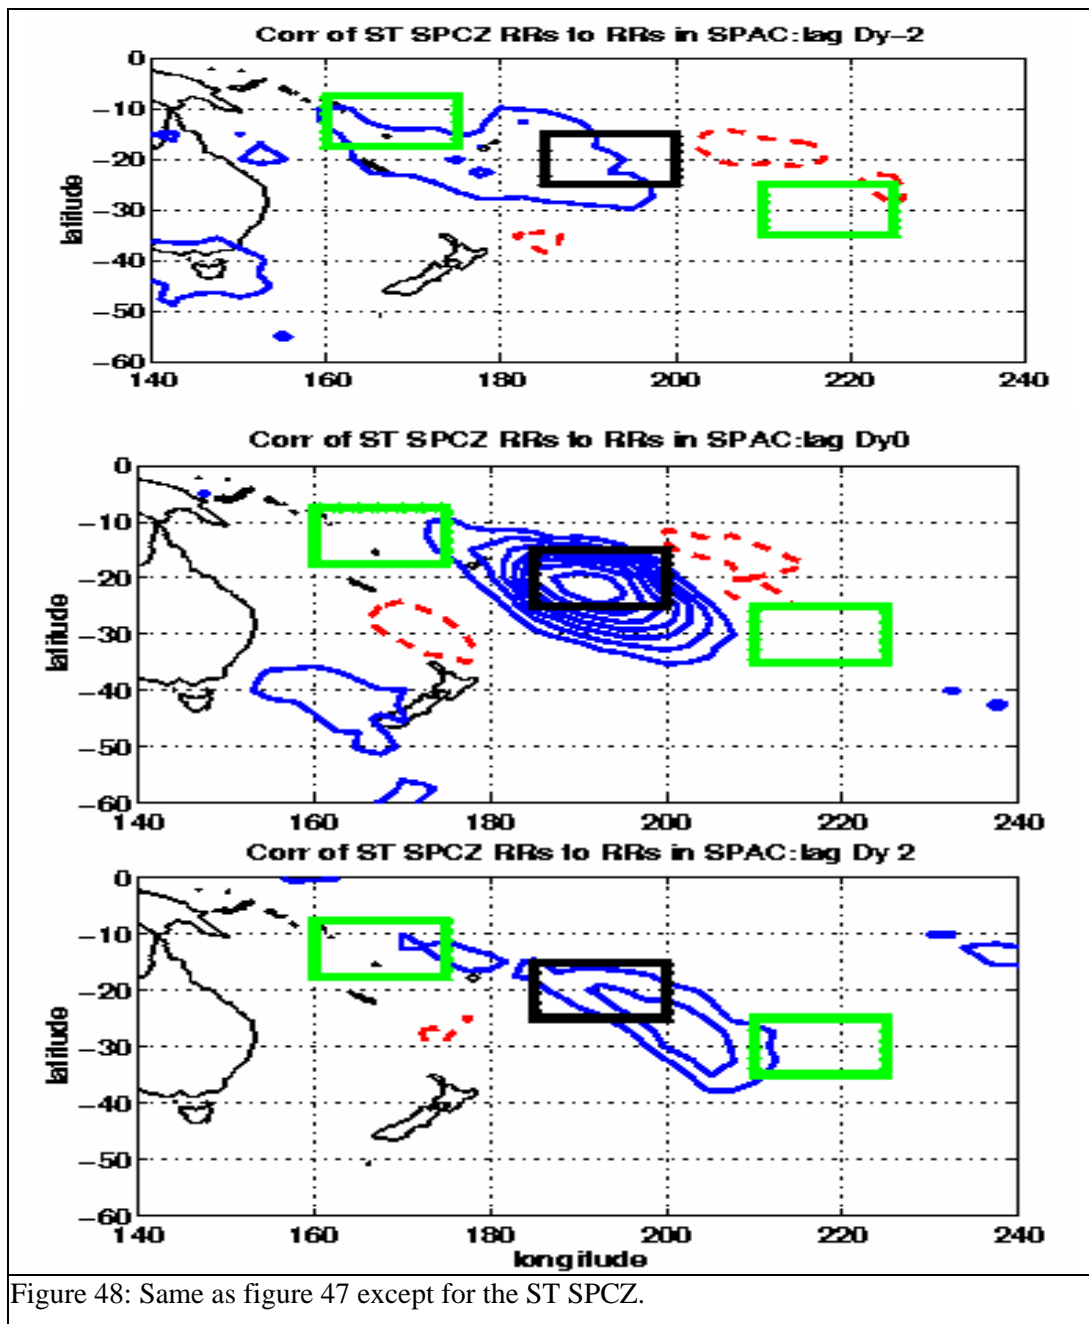 Corr of ST SPCZ RRs to RRs in SPAC:lag Dy−2
0
−10
−20
−30
−40
−50
−60
latitude
140 160 180 200 220 240
Corr of ST SPCZ RRs to RRs in SPAC:lag Dy0
0
−10
−20
−30
−40
−50
−60
latitude
140 160 180 200 220 240
Corr of ST SPCZ RRs to RRs in SPAC:lag Dy 2
0
−10
−20
−30
−40
−50
−60
latitude
140 160 180 200 220 240
longitude
Figure 48: Same as figure 47 except for the ST SPCZ.